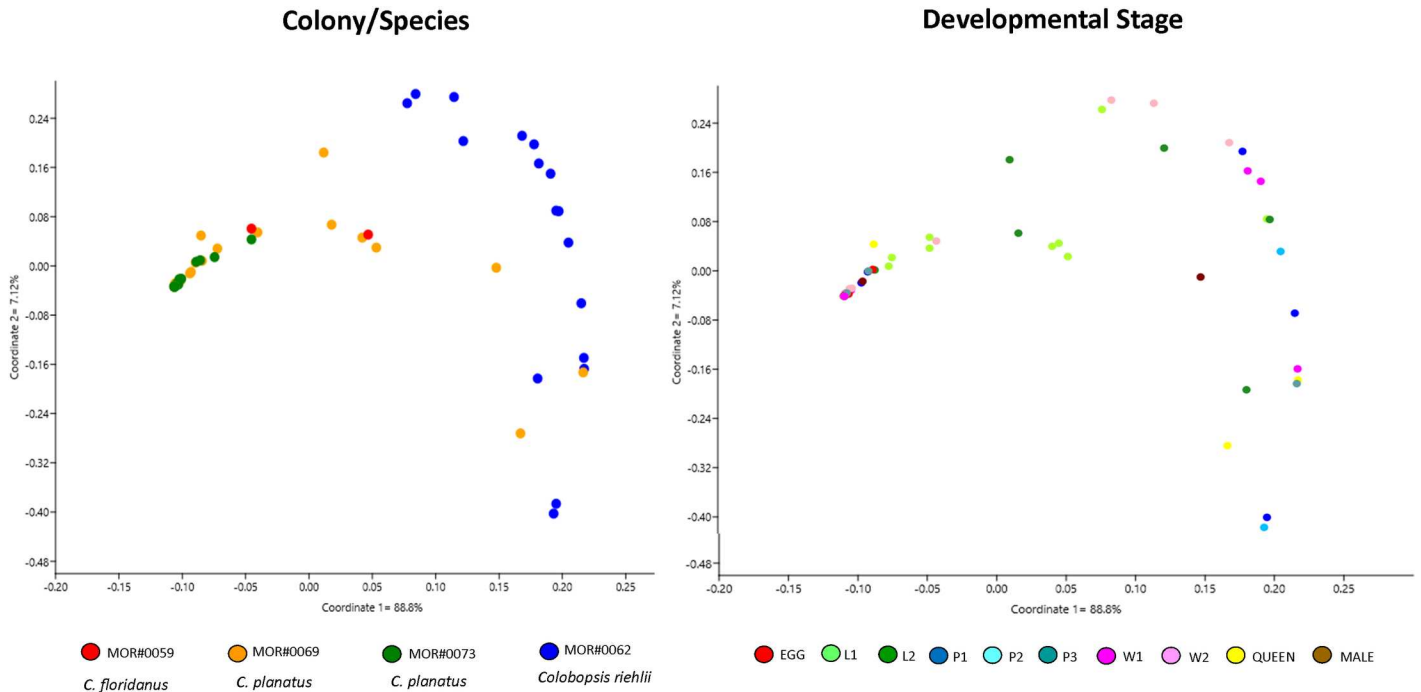 Colony/Species
Developmental Stage
0.24
0.16
0.08
0.00
-0.08
-0.16
-0.24
-0.32
-0.40
-0.48
Coordinate 2= 7.12%
-0.20
-0.15
-0.10
-0.05
0.00
0.05
0.10
0.15
0.20
0.25
Coordinate 1= 88.8%
MOR#0059
MOR#0069
MOR#0073
MOR#0062
C. floridanus
C. planatus
C. planatus
Colobopsis riehlii
0.24
0.16
0.08
0.00
-0.08
-0.16
-0.24
-0.32
-0.40
-0.48
Coordinate 2= 7.12%
-0.20
-0.20
-0.10
-0.05
0.00
0.05
0.10
0.15
0.20
0.25
Coordinate 1= 88.8%
EGG
L1
L2
P1
P2
P3
W1
W2
QUEEN
MALE